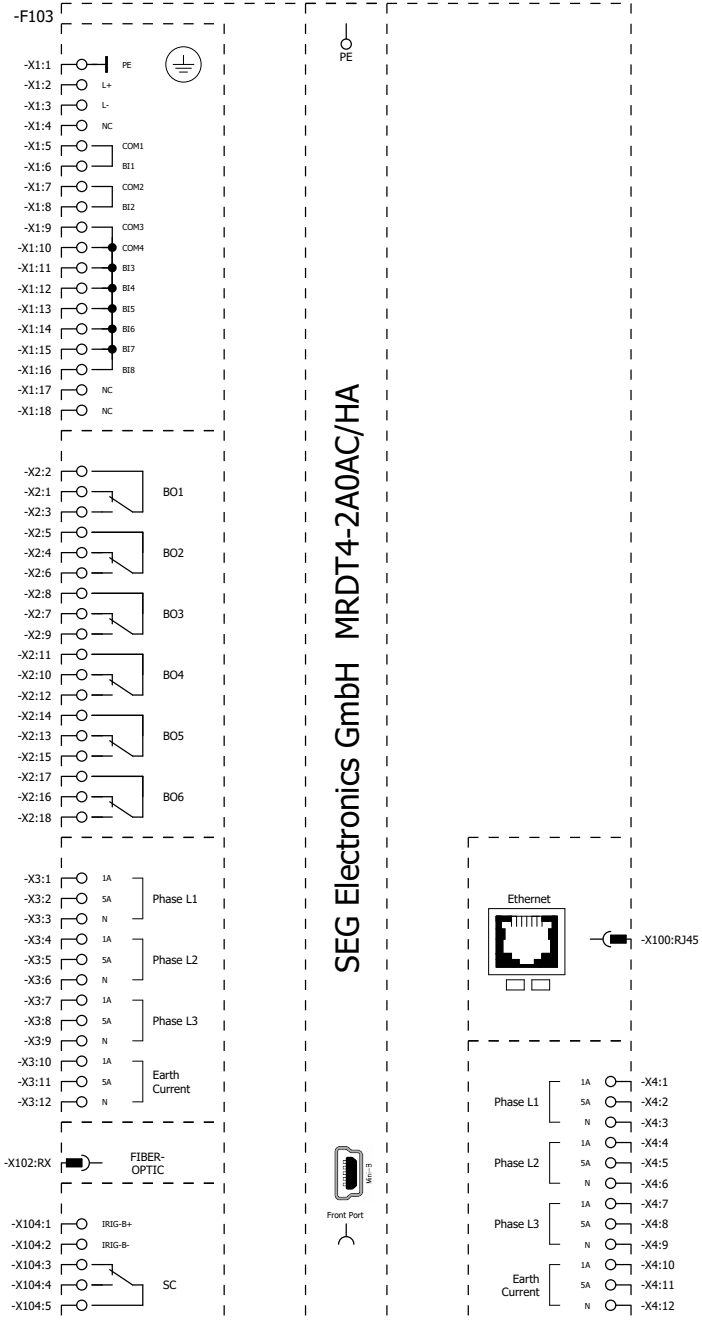 -F103
PE
-X1:1 PE
-X1:2 L+
-X1:3 L-
-X1:4 NC
-X1:5 COM1
-X1:6 BI1
-X1:7 COM2
-X1:8 BI2
-X1:9 COM3
-X1:10 COM4
-X1:11 BI3
-X1:12 BI4
-X1:13 BI5
-X1:14 BI6
-X1:15 BI7
-X1:16 BI8
-X1:17 NC
-X1:18 NC
-X2:2
-X2:1 BO1
-X2:3
-X2:5
-X2:4 BO2
-X2:6
-X2:8
-X2:7 BO3
-X2:9
-X2:11
-X2:10 BO4
-X2:12
-X2:14
-X2:13 BO5
-X2:15
-X2:17
-X2:16 BO6
-X2:18
-X3:1 1A
-X3:2 5A Phase L1
-X3:3 N
-X3:4 1A
-X3:5 5A Phase L2
-X3:6 N
-X3:7 1A
-X3:8 5A Phase L3
-X3:9 N
-X3:10 1A
-X3:11 5A Earth
Current
-X3:12 N
-X102:RX FIBER-
OPTIC
-X104:1 IRIG-B+
-X104:2 IRIG-B-
-X104:3
-X104:4 SC
-X104:5
SEG Electronics GmbH MRDT4-2A0AC/HA
Mini-B
Front Port
Ethernet
-X100:RJ45
1A -X4:1
Phase L1 5A -X4:2
N -X4:3
1A -X4:4
Phase L2 5A -X4:5
N -X4:6
1A -X4:7
Phase L3 5A -X4:8
N -X4:9
1A -X4:10
Earth
Current 5A -X4:11
N -X4:12